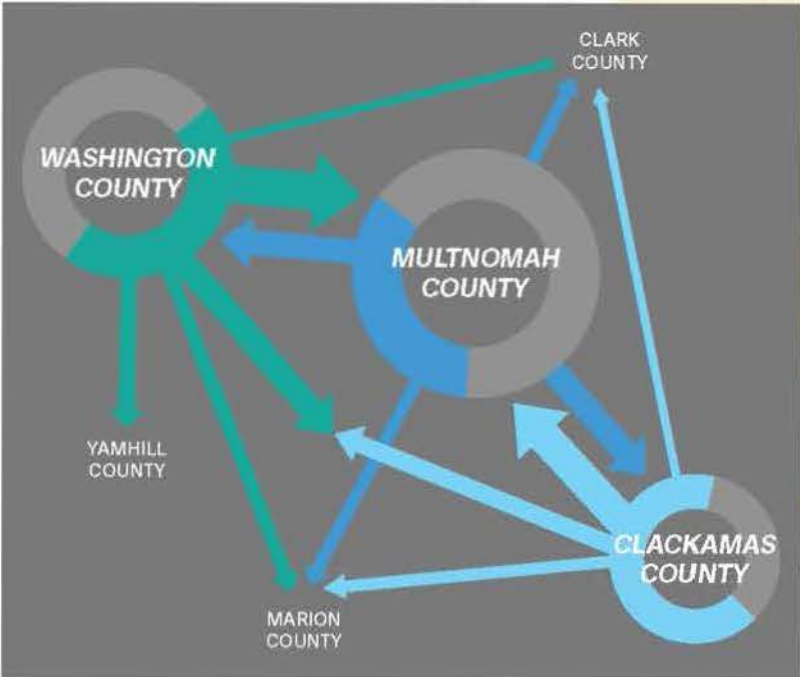 CLARK
COUNTY
WASHINGTON
COUNTY
MULTNOMAH
COUNTY
YAMHILL
COUNTY
CLACKAMAS
COUNTY
MARION
COUNTY